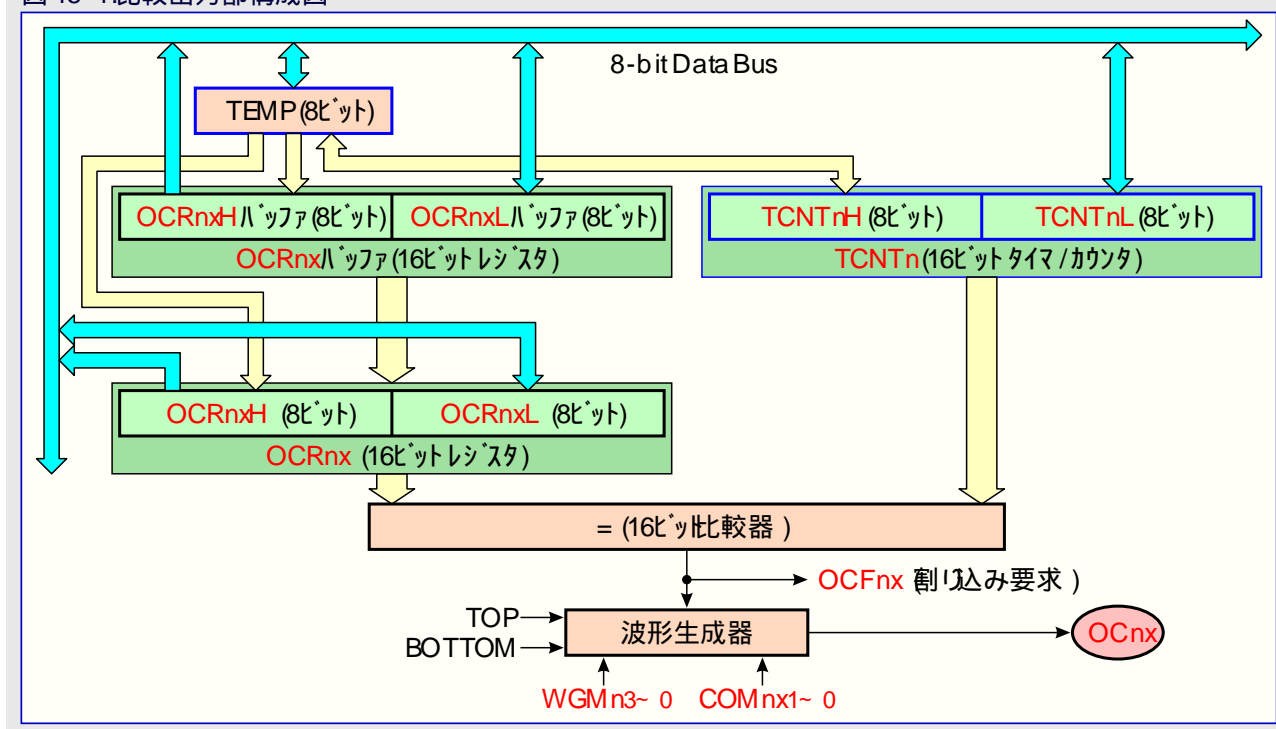 8-bit Data Bus
TEMP (8ビット)
OCRnxHバッファ(8ビット) OCRnxLバッファ(8ビット)
OCRnxバッファ(16ビットレジスタ)
TCNTnH (8ビット) TCNTnL (8ビット)
TCNTn (16ビット タイマ/カウンタ)
OCRnxH (8ビット) OCRnxL (8ビット)
OCRnx (16ビットレジスタ)
= (16ビット比較器)
OCFnx (割り込み要求)
TOP
BOTTOM
波形生成器
OCnx
WGMn3~0 COMnx1~0